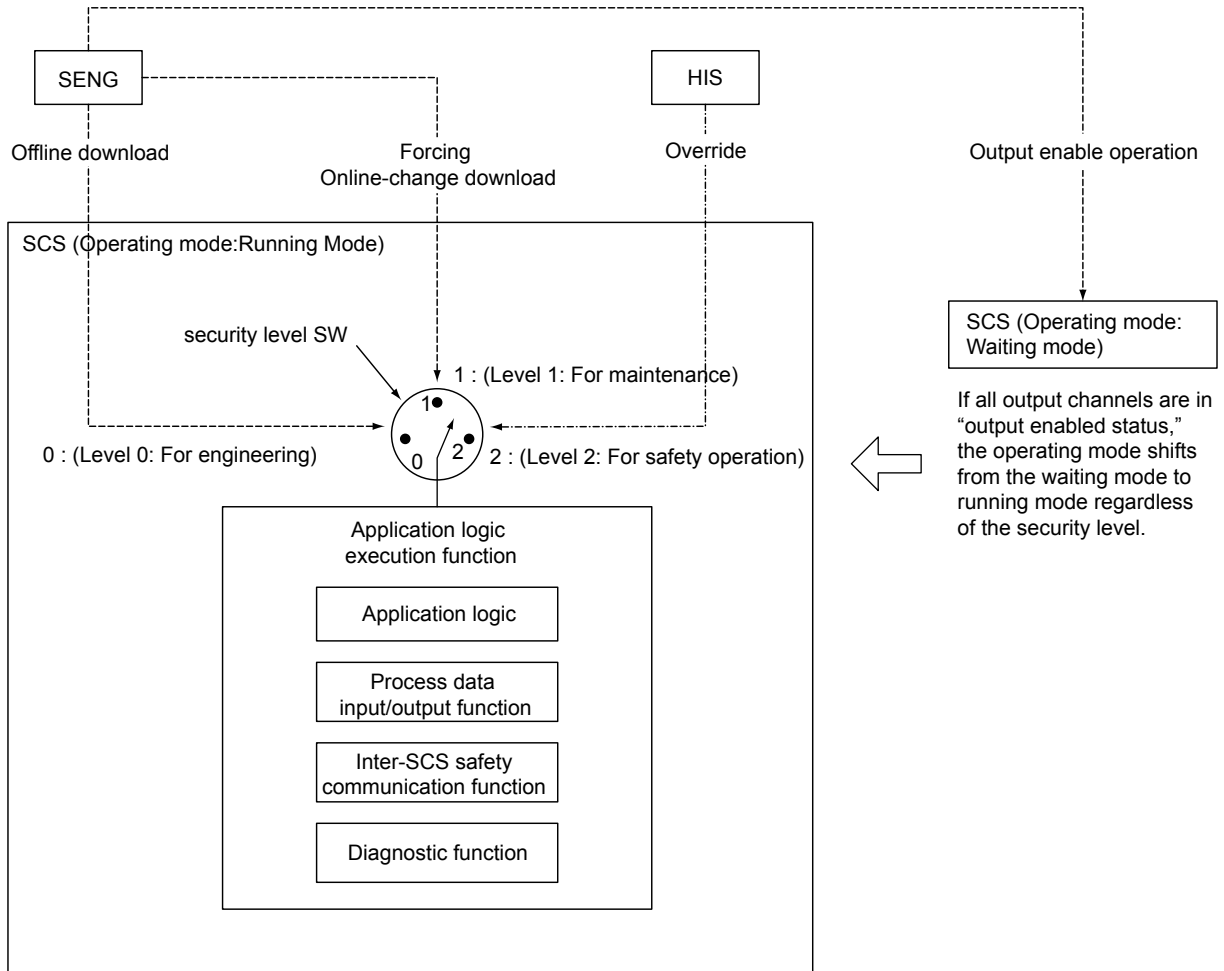 SENG
HIS
Offline download
Forcing
Online-change download
Override
Output enable operation
SCS (Operating mode:Running Mode)
security level SW
1 : (Level 1: For maintenance)
1
0
2
0 : (Level 0: For engineering)
2 : (Level 2: For safety operation)
SCS (Operating mode:
Waiting mode)
If all output channels are in
“output enabled status,”
the operating mode shifts
from the waiting mode to
running mode regardless
of the security level.
Application logic
execution function
Application logic
Process data
input/output function
Inter-SCS safety
communication function
Diagnostic function